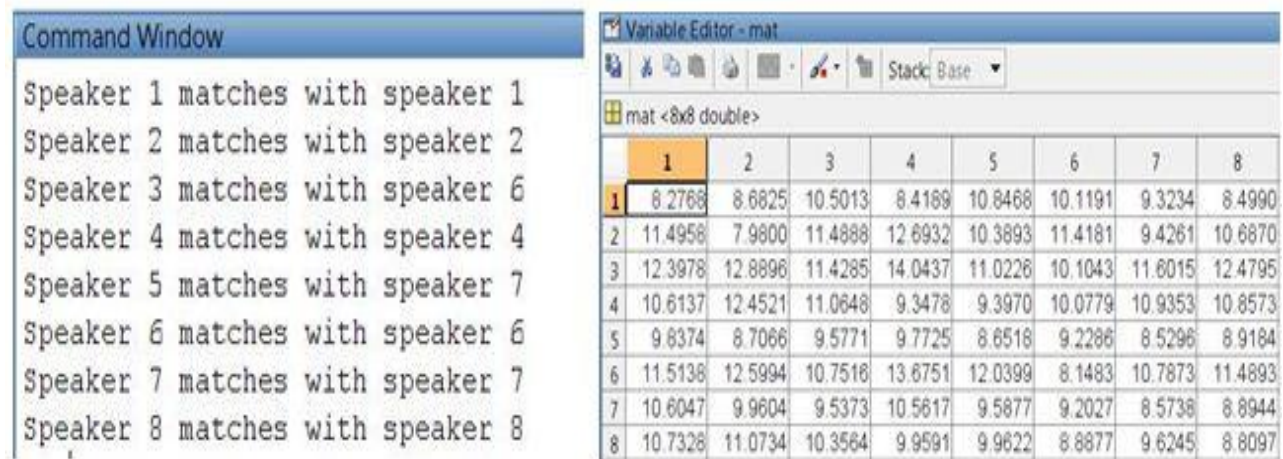 Command Window
Speaker 1 matches with speaker 1
Speaker 2 matches with speaker 2
Speaker 3 matches with speaker 6
Speaker 4 matches with speaker 4
Speaker 5 matches with speaker 7
Speaker 6 matches with speaker 6
Speaker 7 matches with speaker 7
Speaker 8 matches with speaker 8
Variable Editor - mat
Stack: Base
mat <8x8 double>
1 2 3 4 5 6 7 8
1 8.2768 8.6825 10.5013 8.4189 10.8468 10.1191 9.3234 8.4990
2 11.4958 7.9800 11.4888 12.6932 10.3893 11.4181 9.4261 10.6870
3 12.3978 12.8896 11.4285 14.0437 11.0226 10.1043 11.6015 12.4795
4 10.6137 12.4521 11.0648 9.3478 9.3970 10.0779 10.9353 10.8573
5 9.8374 8.7066 9.5771 9.7725 8.6518 9.2286 8.5296 8.9184
6 11.5138 12.5994 10.7516 13.6751 12.0399 8.1483 10.7873 11.4893
7 10.6047 9.9604 9.5373 10.5617 9.5877 9.2027 8.5738 8.8944
8 10.7328 11.0734 10.3564 9.9591 9.9622 8.8877 9.6245 8.8097